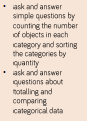 • ask and answer
simple questions by
counting the number
of objects in each
category and sorting
the categories by
quantity
• ask and answer
questions about
totalling and
comparing
categorical data